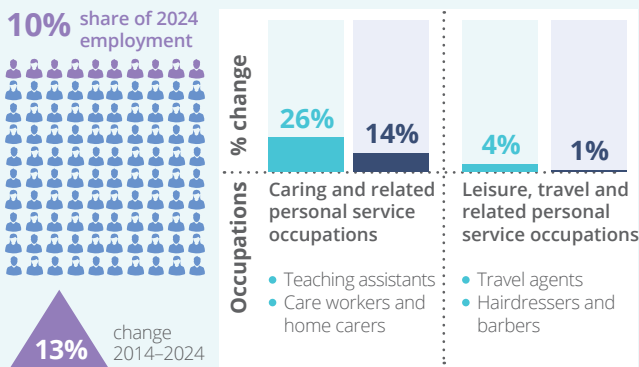 10% share of 2024
employment
13%
change
2014–2024
% change
26%
14%
4%
1%
Occupations
Caring and related
personal service
occupations
• Teaching assistants
• Care workers and
home carers
Leisure, travel and
related personal
service occupations
• Travel agents
• Hairdressers and
barbers